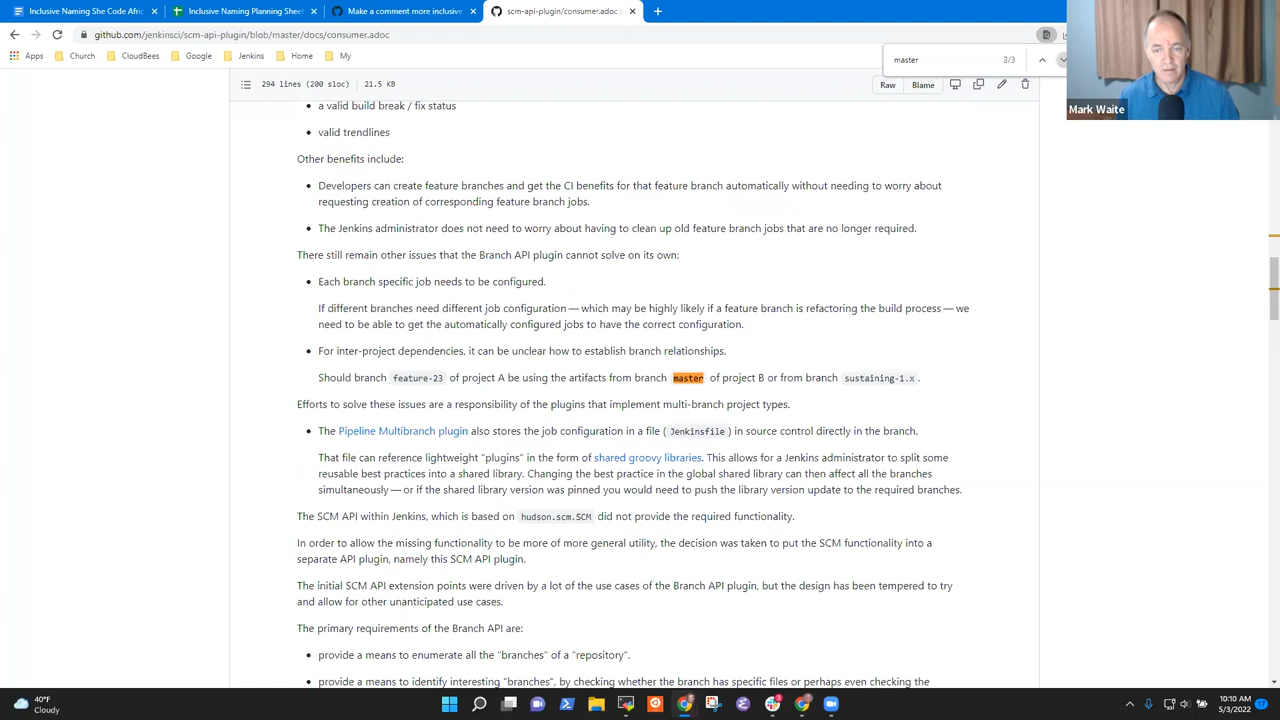 Inclusive Naming She Code Afric
Inclusive Naming Planning Sheet
Make a comment more inclusive
scm-api-plugin/consumer.adoc a
github.com/jenkinsci/scm-api-plugin/blob/master/docs/consumer.adoc
Apps
Church
CloudBees
Google
Jenkins
Home
My
master
3/3
Mark Waite
294 lines (200 sloc)
21.5 KB
Raw
Blame
a valid build break / fix status
valid trendlines
Other benefits include:
Developers can create feature branches and get the CI benefits for that feature branch automatically without needing to worry about
requesting creation of corresponding feature branch jobs.
The Jenkins administrator does not need to worry about having to clean up old feature branch jobs that are no longer required.
There still remain other issues that the Branch API plugin cannot solve on its own:
Each branch specific job needs to be configured.
If different branches need different job configuration — which may be highly likely if a feature branch is refactoring the build process — we
need to be able to get the automatically configured jobs to have the correct configuration.
For inter-project dependencies, it can be unclear how to establish branch relationships.
Should branch feature-23 of project A be using the artifacts from branch master of project B or from branch sustaining-1.x .
Efforts to solve these issues are a responsibility of the plugins that implement multi-branch project types.
The Pipeline Multibranch plugin also stores the job configuration in a file ( Jenkinsfile ) in source control directly in the branch.
That file can reference lightweight "plugins" in the form of shared groovy libraries. This allows for a Jenkins administrator to split some
reusable best practices into a shared library. Changing the best practice in the global shared library can then affect all the branches
simultaneously — or if the shared library version was pinned you would need to push the library version update to the required branches.
The SCM API within Jenkins, which is based on hudson.scm.SCM did not provide the required functionality.
In order to allow the missing functionality to be more of more general utility, the decision was taken to put the SCM functionality into a
separate API plugin, namely this SCM API plugin.
The initial SCM API extension points were driven by a lot of the use cases of the Branch API plugin, but the design has been tempered to try
and allow for other unanticipated use cases.
The primary requirements of the Branch API are:
provide a means to enumerate all the "branches" of a "repository".
provide a means to identify interesting "branches", by checking whether the branch has specific files or perhaps even checking the
40°F
Cloudy
10:10 AM
5/3/2022
17